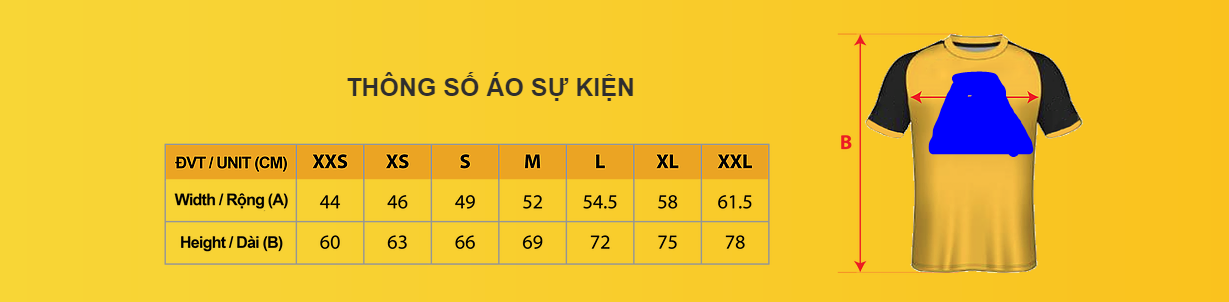 THÔNG SỐ ÁO SỰ KIỆN
ĐVT / UNIT (CM) XXS XS S M L XL XXL
Width / Rộng (A) 44 46 49 52 54.5 58 61.5
Height / Dài (B) 60 63 66 69 72 75 78
B